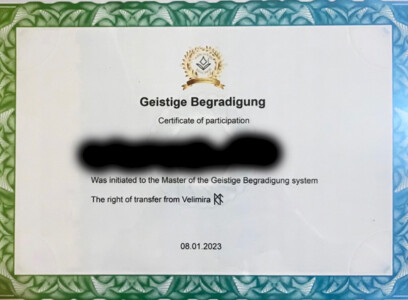 Geistige Begradigung
Certificate of participation
Was initiated to the Master of the Geistige Begradigung system
The right of transfer from Velimira
08.01.2023